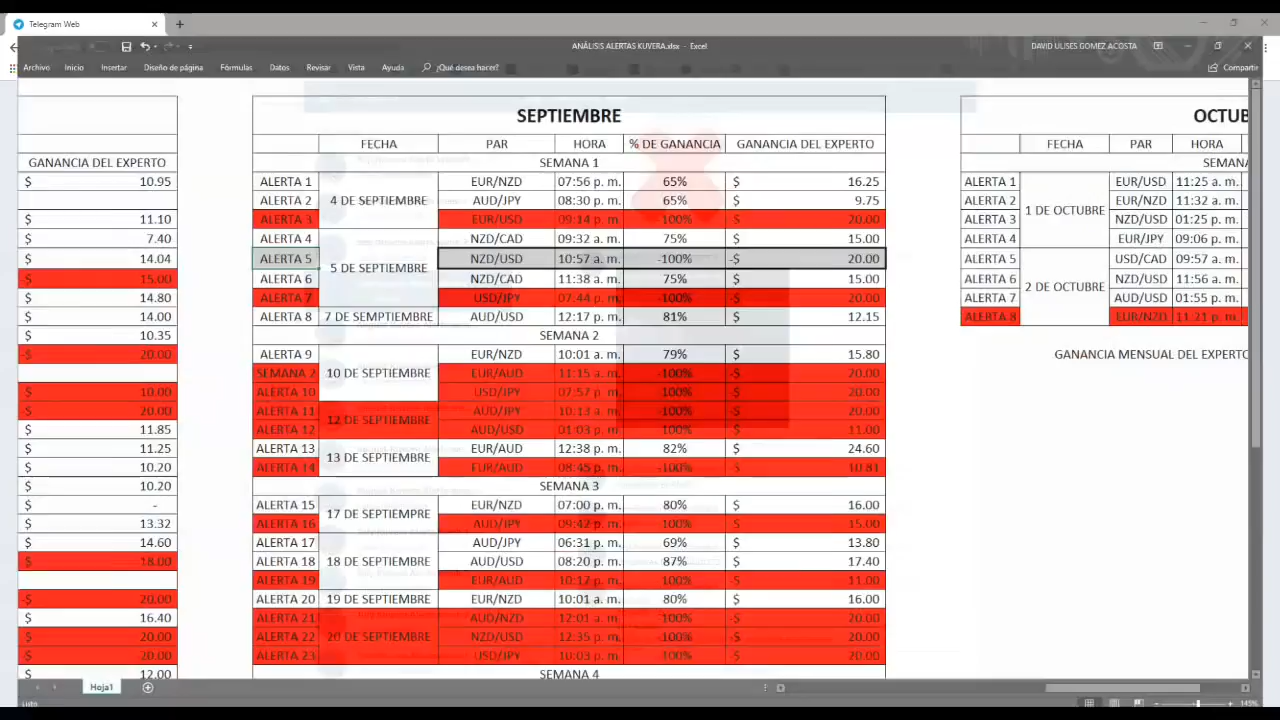 Telegram Web
ANÁLISIS ALERTAS KUVERA.xlsx - Excel
DAVID ULISES GOMEZ ACOSTA
Archivo Inicio Insertar Diseño de página Fórmulas Datos Revisar Vista Ayuda ¿Qué desea hacer? Compartir
SEPTIEMBRE
OCTUB
GANANCIA DEL EXPERTO
FECHA PAR HORA % DE GANANCIA GANANCIA DEL EXPERTO
FECHA PAR HORA
SEMANA 1
SEMANA
$ 10.95 ALERTA 1 EUR/NZD 07:56 p. m. 65% $ 16.25 ALERTA 1 EUR/USD 11:25 a. m.
ALERTA 2 4 DE SEPTIEMBRE AUD/JPY 08:30 p. m. 65% $ 9.75 ALERTA 2 EUR/NZD 11:32 a. m.
$ 11.10 ALERTA 3 EUR/USD 09:14 p. m. 100% $ 20.00 ALERTA 3 1 DE OCTUBRE NZD/USD 01:25 p. m.
$ 7.40 ALERTA 4 NZD/CAD 09:32 a. m. 75% $ 15.00 ALERTA 4 EUR/JPY 09:06 p. m.
$ 14.04 ALERTA 5 5 DE SEPTIEMBRE NZD/USD 10:57 a. m. -100% -$ 20.00 ALERTA 5 USD/CAD 09:57 a. m.
-$ 15.00 ALERTA 6 NZD/CAD 11:38 a. m. 75% $ 15.00 ALERTA 6 2 DE OCTUBRE NZD/USD 11:56 a. m.
$ 14.80 ALERTA 7 USD/JPY 07:44 p. m. -100% -$ 20.00 ALERTA 7 AUD/USD 01:55 p. m.
$ 14.00 ALERTA 8 7 DE SEMPTIEMBRE AUD/USD 12:17 p. m. 81% $ 12.15 ALERTA 8 EUR/NZD 11:21 p. m.
$ 10.35 SEMANA 2
-$ 20.00 ALERTA 9 EUR/NZD 10:01 a. m. 79% $ 15.80 GANANCIA MENSUAL DEL EXPERTO
SEMANA 2 10 DE SEPTIEMBRE EUR/AUD 11:15 a. m. -100% -$ 20.00
$ 10.00 ALERTA 10 USD/JPY 07:57 p. m. 100% -$ 20.00
-$ 20.00 ALERTA 11 AUD/JPY 10:13 a. m. -100% -$ 20.00
$ 11.85 ALERTA 12 12 DE SEPTIEMBRE AUD/USD 01:03 p. m. 100% -$ 11.00
$ 11.25 ALERTA 13 13 DE SEPTIEMBRE EUR/USD 12:38 p. m. 82% $ 24.60
$ 10.20 ALERTA 14 EUR/AUD 08:45 p. m. -100% 10.81
$ 10.20 SEMANA 3
$ - ALERTA 15 17 DE SEPTIEMPRE EUR/NZD 07:00 p. m. 80% $ 16.00
$ 13.32 ALERTA 16 AUD/JPY 09:42 p. m. 100% 15.00
$ 14.60 ALERTA 17 AUD/JPY 06:31 p. m. 69% $ 13.80
$ 18.00 ALERTA 18 18 DE SEPTIEMBRE AUD/USD 08:20 p. m. 87% $ 17.40
ALERTA 19 EUR/AUD 10:17 p. m. 100% 11.00
-$ 20.00 ALERTA 20 19 DE SEPTIEMBRE EUR/NZD 10:01 a. m. 80% $ 16.00
$ 16.40 ALERTA 21 AUD/NZD 12:01 a. m. 100% 20.00
$ 20.00 ALERTA 22 20 DE SEPTIEMBRE NZD/USD 12:35 p. m. -100% 20.00
$ 20.00 ALERTA 23 USD/JPY 10:03 p. m. 100% 20.00
$ 12.00 SEMANA 4
Hoja1
Listo
145%